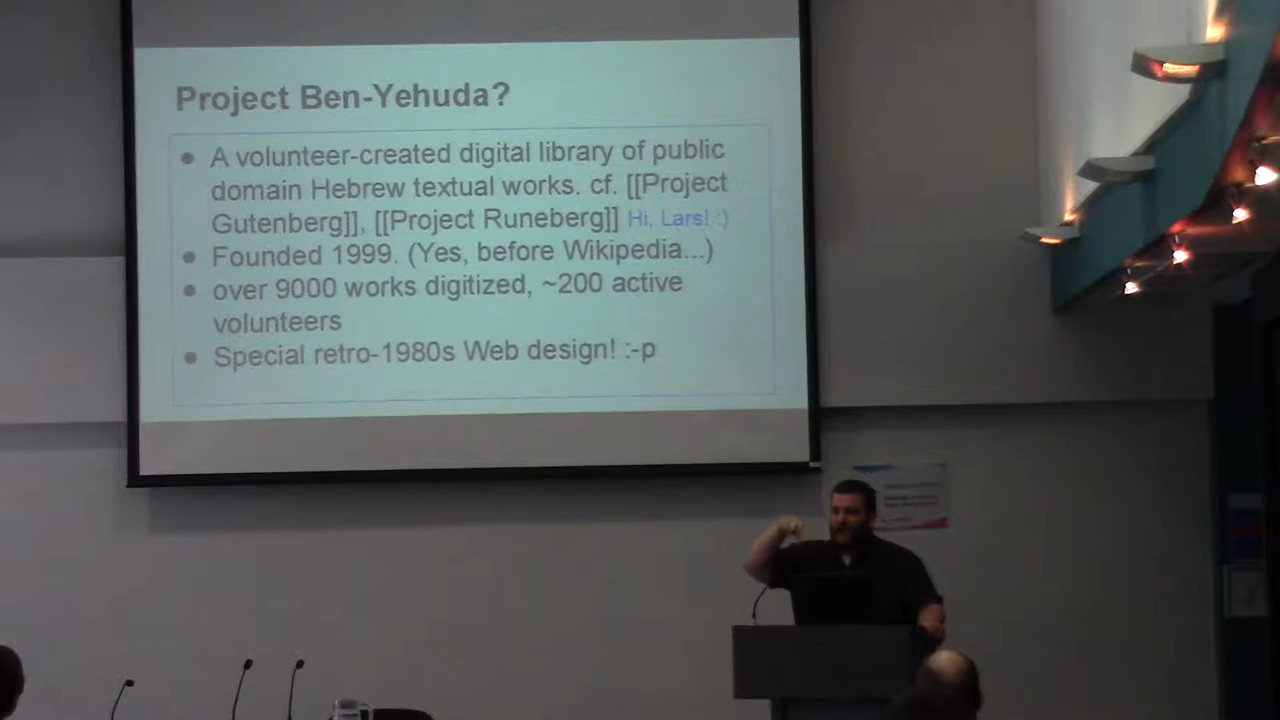 Project Ben-Yehuda?
● A volunteer-created digital library of public
domain Hebrew textual works. cf. [[Project
Gutenberg]], [[Project Runeberg]] Hi, Lars! :)
● Founded 1999. (Yes, before Wikipedia...)
● over 9000 works digitized, ~200 active
volunteers
● Special retro-1980s Web design! :-p